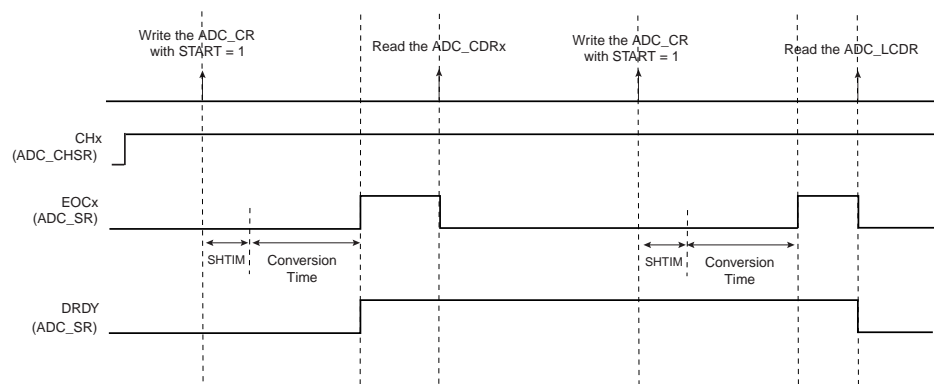 Write the ADC_CR
with START = 1
Read the ADC_CDRx
Write the ADC_CR
with START = 1
Read the ADC_LCDR
CHx
(ADC_CHSR)
EOCx
(ADC_SR)
SHTIM
Conversion
Time
SHTIM
Conversion
Time
DRDY
(ADC_SR)